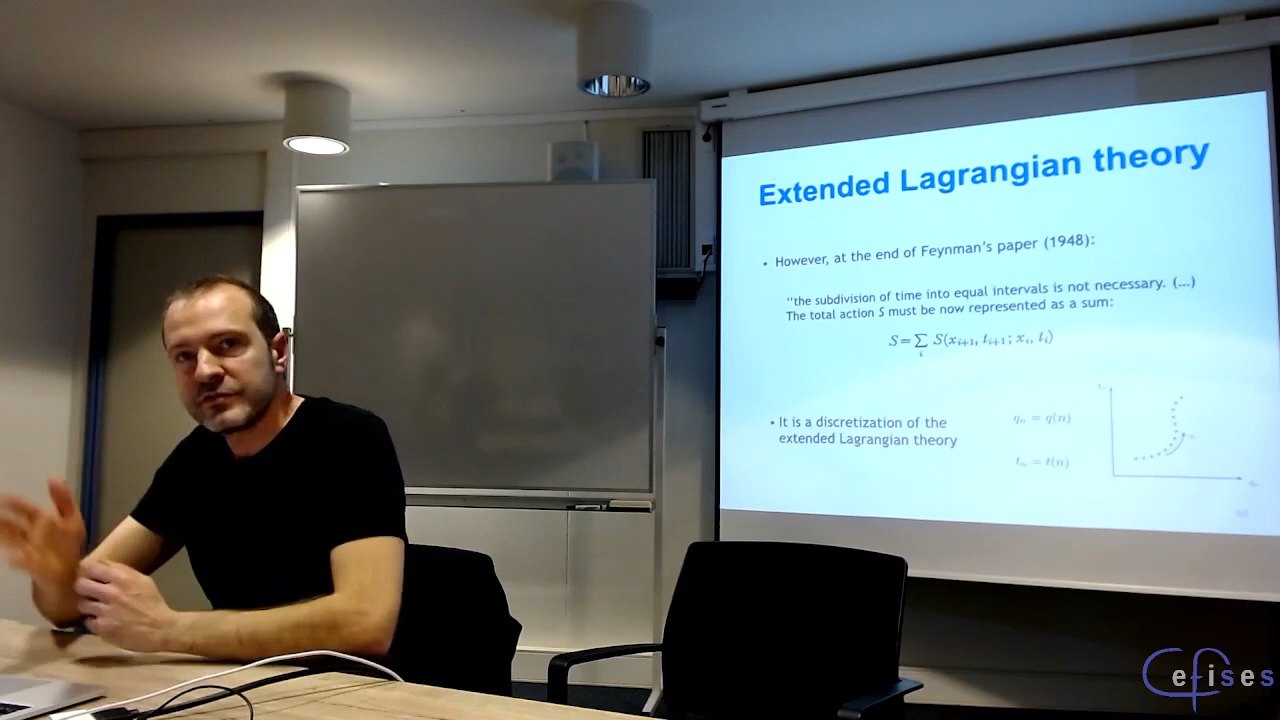 Extended Lagrangian theory
• However, at the end of Feynman's paper (1948):
"the subdivision of time into equal intervals is not necessary. (...)
The total action S must be now represented as a sum:
S = ∑ᵢ S(xᵢ₊₁, tᵢ₊₁; xᵢ, tᵢ)
• It is a discretization of the
extended Lagrangian theory
qₙ = q(n)
tₙ = t(n)
Cefises